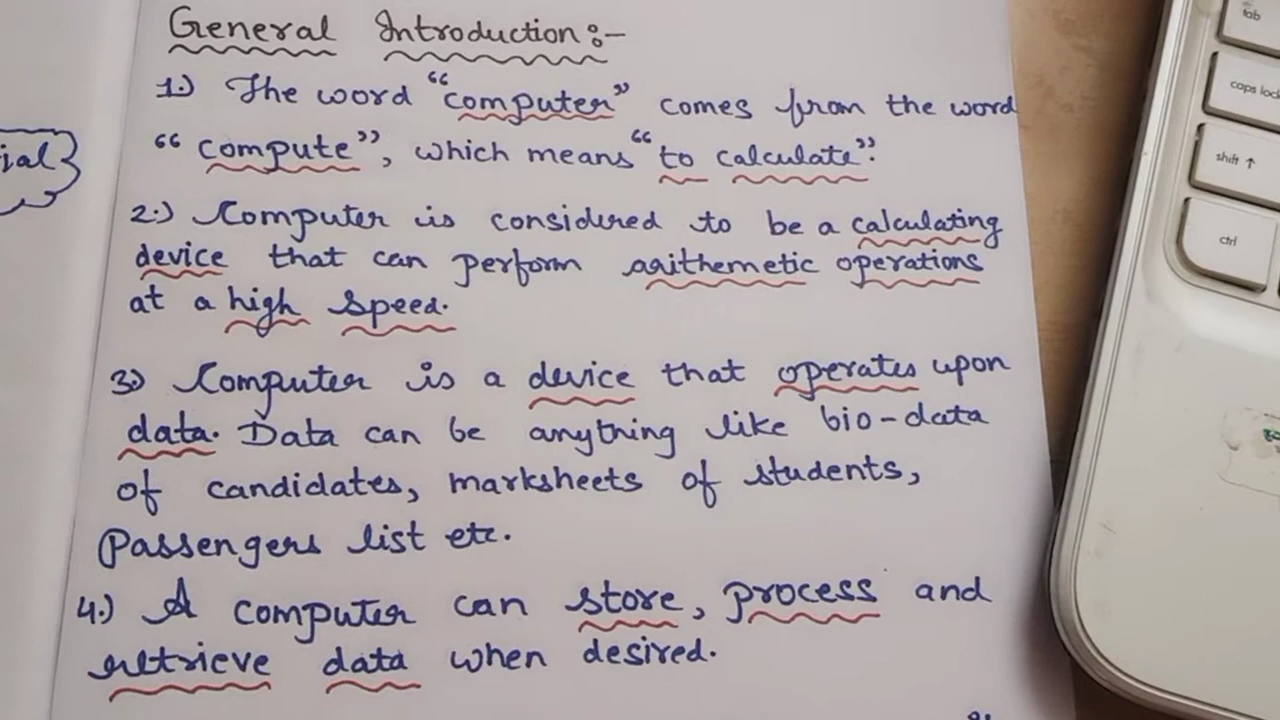 General Introduction:-
1.) The word "computer" comes from the word
"compute", which means "to calculate".
2.) Computer is considered to be a calculating
device that can perform arithemetic operations
at a high speed.
3.) Computer is a device that operates upon
data. Data can be anything like bio-data
of candidates, marksheets of students,
Passengers list etc.
4.) A computer can store, process and
retrieve data when desired.
ial
tab
caps lock
shift ↑
ctrl